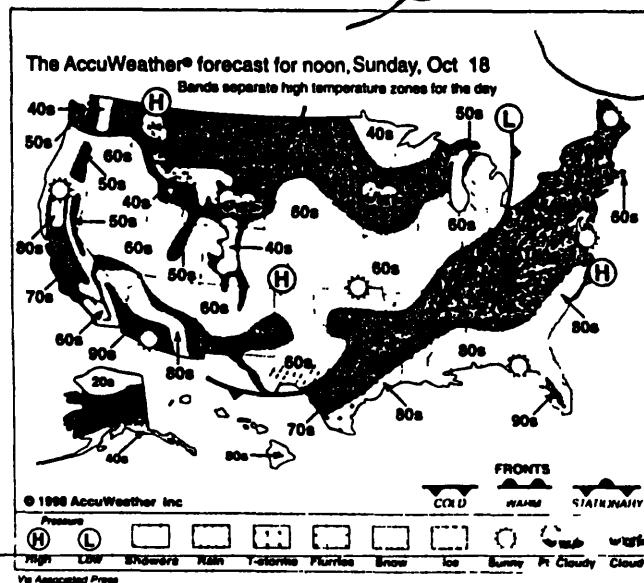 The AccuWeather® forecast for noon, Sunday, Oct 18
Bands separate high temperature zones for the day
40s
H
50s
60s
50s
40s
50s
L
40s
60s
50s
40s
60s
60s
60s
80s
60s
50s
40s
60s
H
70s
60s
H
80s
60s
90s
80s
60s
80s
20s
70s
80s
90s
40s
80s
FRONTS
© 1998 AccuWeather Inc
COLD WARM STATIONARY
Pressure
H L
High Low Showers Rain T-storms Flurries Snow Ice Sunny Pt Cloudy
Via Associated Press